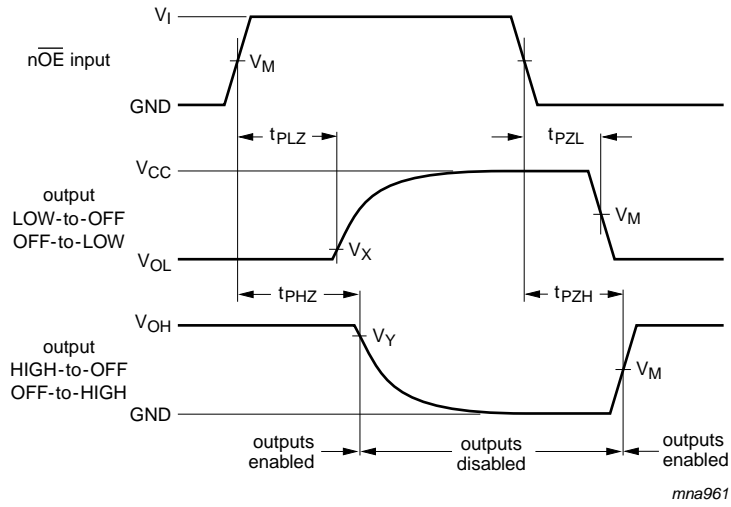 V_I
nO̅E̅ input
V_M
GND
t_PLZ
t_PZL
V_CC
output
LOW-to-OFF
OFF-to-LOW
V_M
V_X
V_OL
t_PHZ
t_PZH
V_OH
V_Y
output
HIGH-to-OFF
OFF-to-HIGH
V_M
GND
outputs
enabled
outputs
disabled
outputs
enabled
mna961